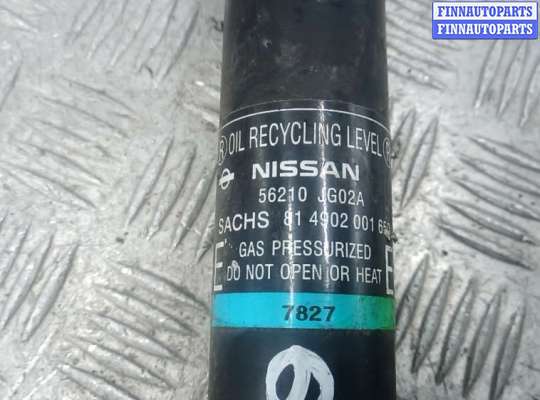 FINNAUTOPARTS
FINNAUTOPARTS
OIL RECYCLING LEVEL
NISSAN
56210 JG02A
SACHS 81 4902 001
E GAS PRESSURIZED E
DO NOT OPEN OR HEAT
7827